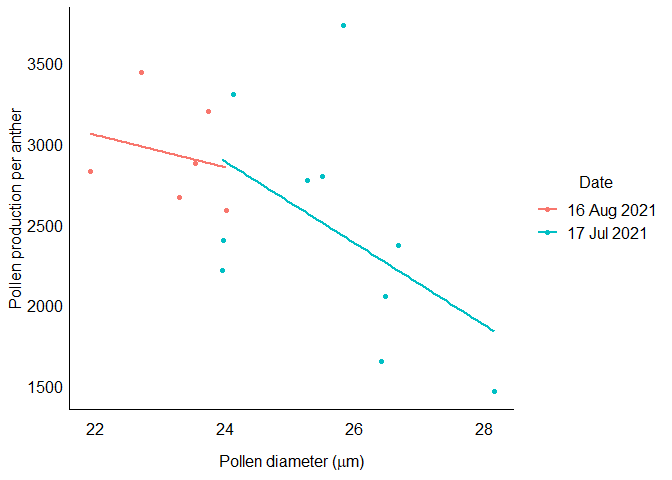 Pollen production per anther
3500
3000
2500
2000
1500
22 24 26 28
Pollen diameter (μm)
Date
16 Aug 2021
17 Jul 2021